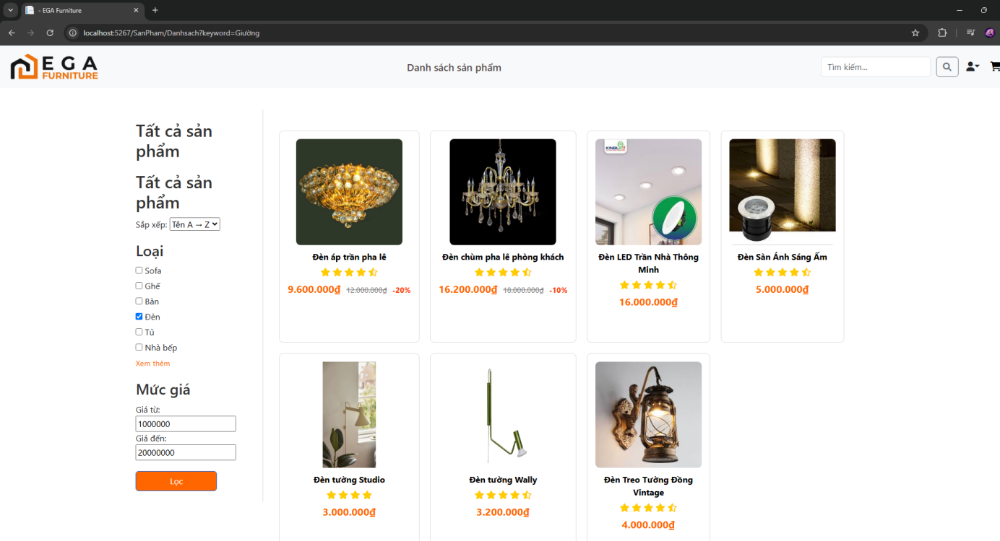 - EGA Furniture
localhost:5267/SanPham/Danhsach?keyword=Giường
EGA
FURNITURE
Danh sách sản phẩm
Tìm kiếm...
Tất cả sản
phẩm
Tất cả sản
phẩm
Sắp xếp: Tên A → Z
Loại
Sofa
Ghế
Bàn
Đèn
Tủ
Nhà bếp
Xem thêm
Mức giá
Giá từ:
1000000
Giá đến:
20000000
Lọc
Đèn áp trần pha lê
9.600.000₫ 12.000.000₫ -20%
Đèn chùm pha lê phòng khách
16.200.000₫ 18.000.000₫ -10%
Đèn LED Trần Nhà Thông
Minh
16.000.000₫
Đèn Sàn Ánh Sáng Ấm
5.000.000₫
Đèn tường Studio
3.000.000₫
Đèn tường Wally
3.200.000₫
Đèn Treo Tường Đồng
Vintage
4.000.000₫